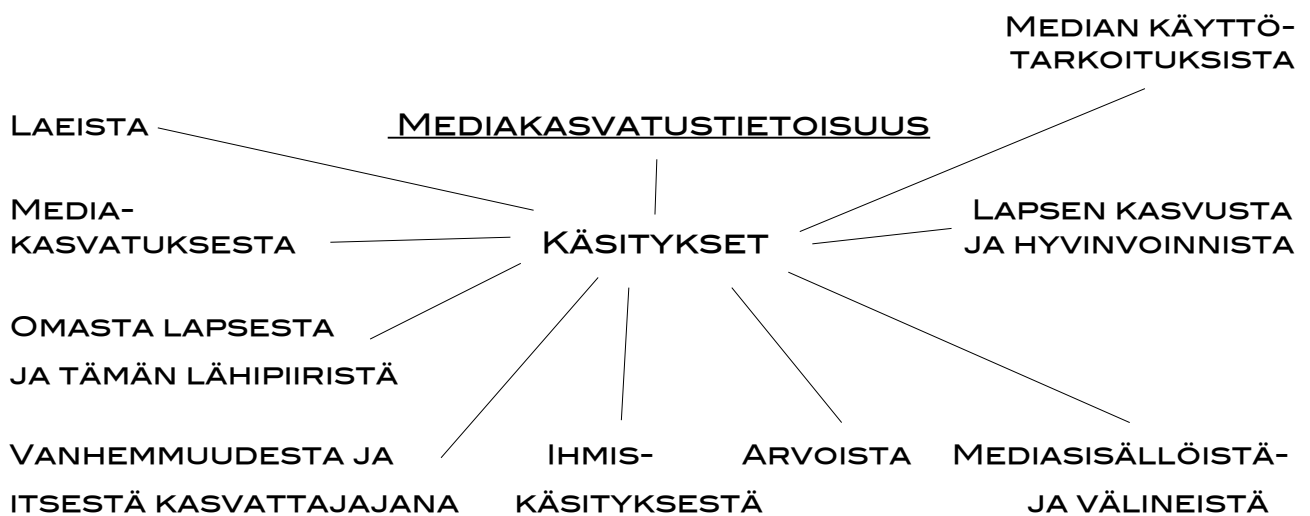 MEDIAN KÄYTTÖ-
TARKOITUKSISTA
LAEISTA
MEDIAKASVATUSTIETOISUUS
MEDIA-
KASVATUKSESTA
KÄSITYKSET
LAPSEN KASVUSTA
JA HYVINVOINNISTA
OMASTA LAPSESTA
JA TÄMÄN LÄHIPIIRISTÄ
VANHEMMUUDESTA JA
ITSESTÄ KASVATTAJAJANA
IHMIS-
KÄSITYKSESTÄ
ARVOISTA
MEDIASISÄLLÖISTÄ-
JA VÄLINEISTÄ